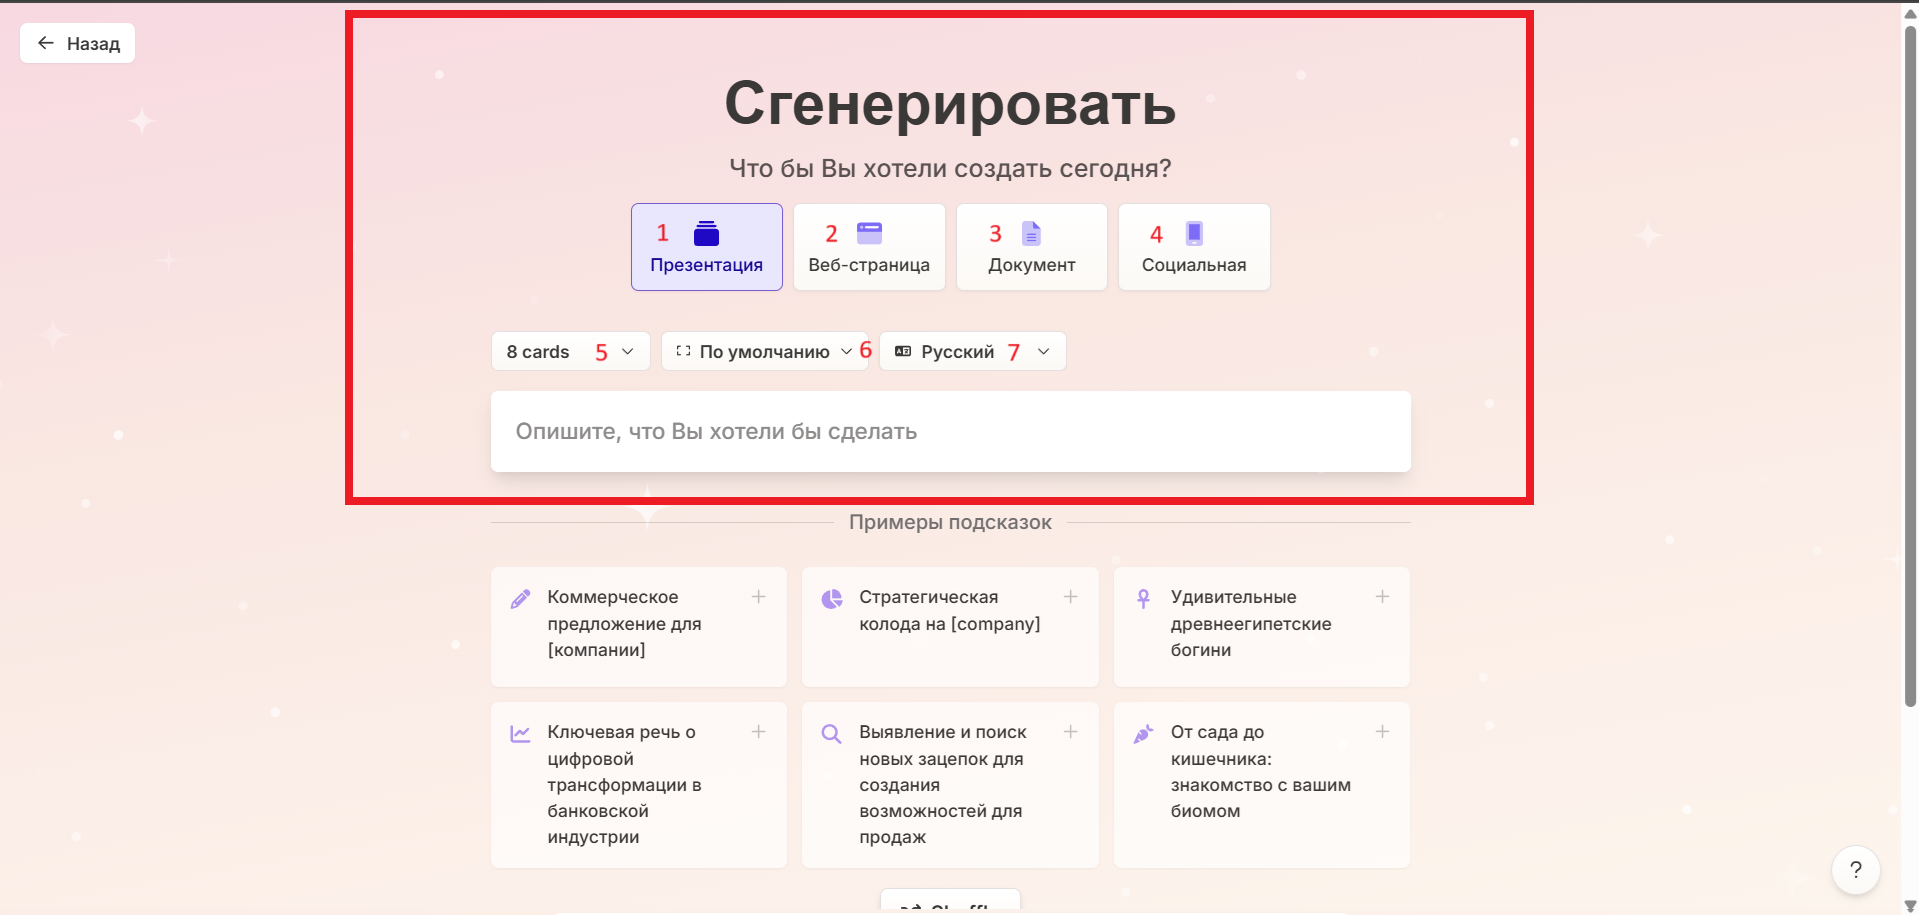 Назад
Сгенерировать
Что бы Вы хотели создать сегодня?
1
Презентация
2
Веб-страница
3
Документ
4
Социальная
8 cards 5
По умолчанию 6
Русский 7
Опишите, что Вы хотели бы сделать
Примеры подсказок
Коммерческое
предложение для
[компании]
Стратегическая
колода на [company]
Удивительные
древнеегипетские
богини
Ключевая речь о
цифровой
трансформации в
банковской
индустрии
Выявление и поиск
новых зацепок для
создания
возможностей для
продаж
От сада до
кишечника:
знакомство с вашим
биомом
?